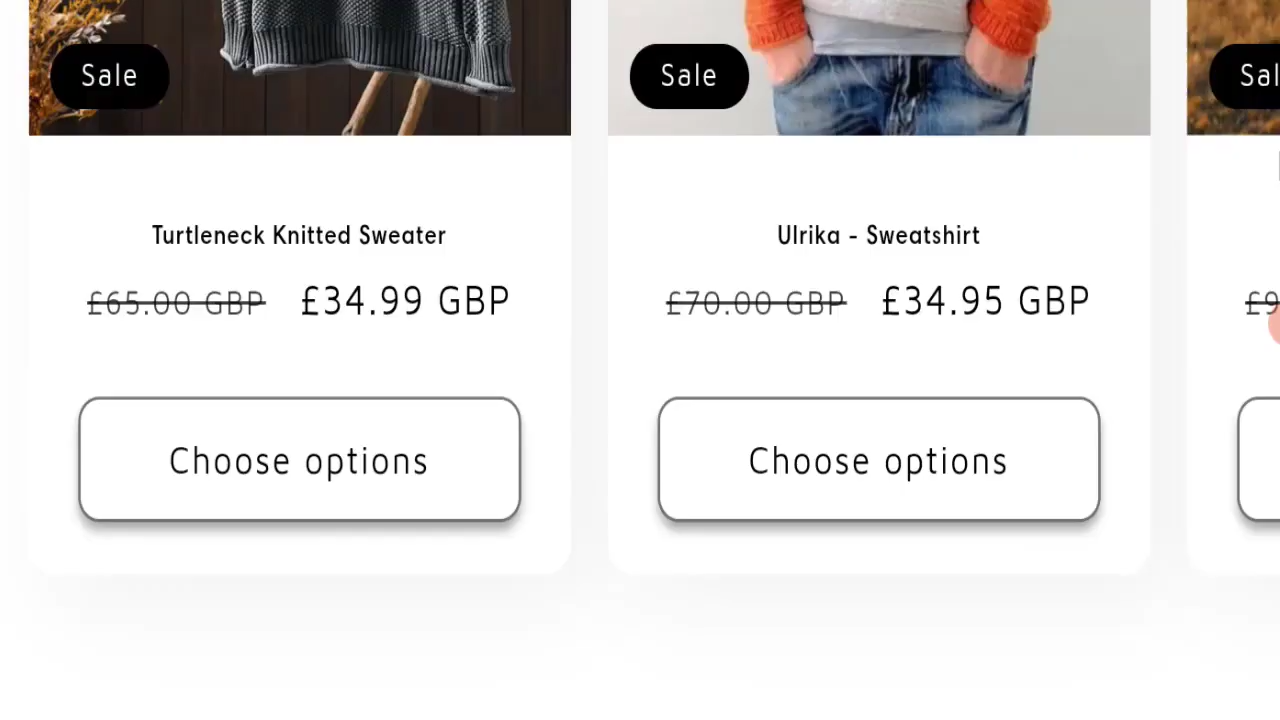 Sale
Sale
Turtleneck Knitted Sweater
Ulrika - Sweatshirt
£65.00 GBP £34.99 GBP
£70.00 GBP £34.95 GBP
Choose options
Choose options